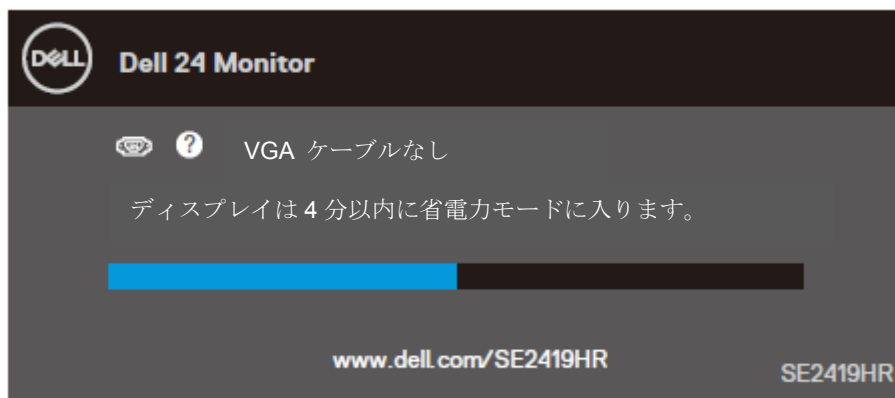 DELL
Dell 24 Monitor
? VGA ケーブルなし
ディスプレイは 4 分以内に省電力モードに入ります。
www.dell.com/SE2419HR
SE2419HR